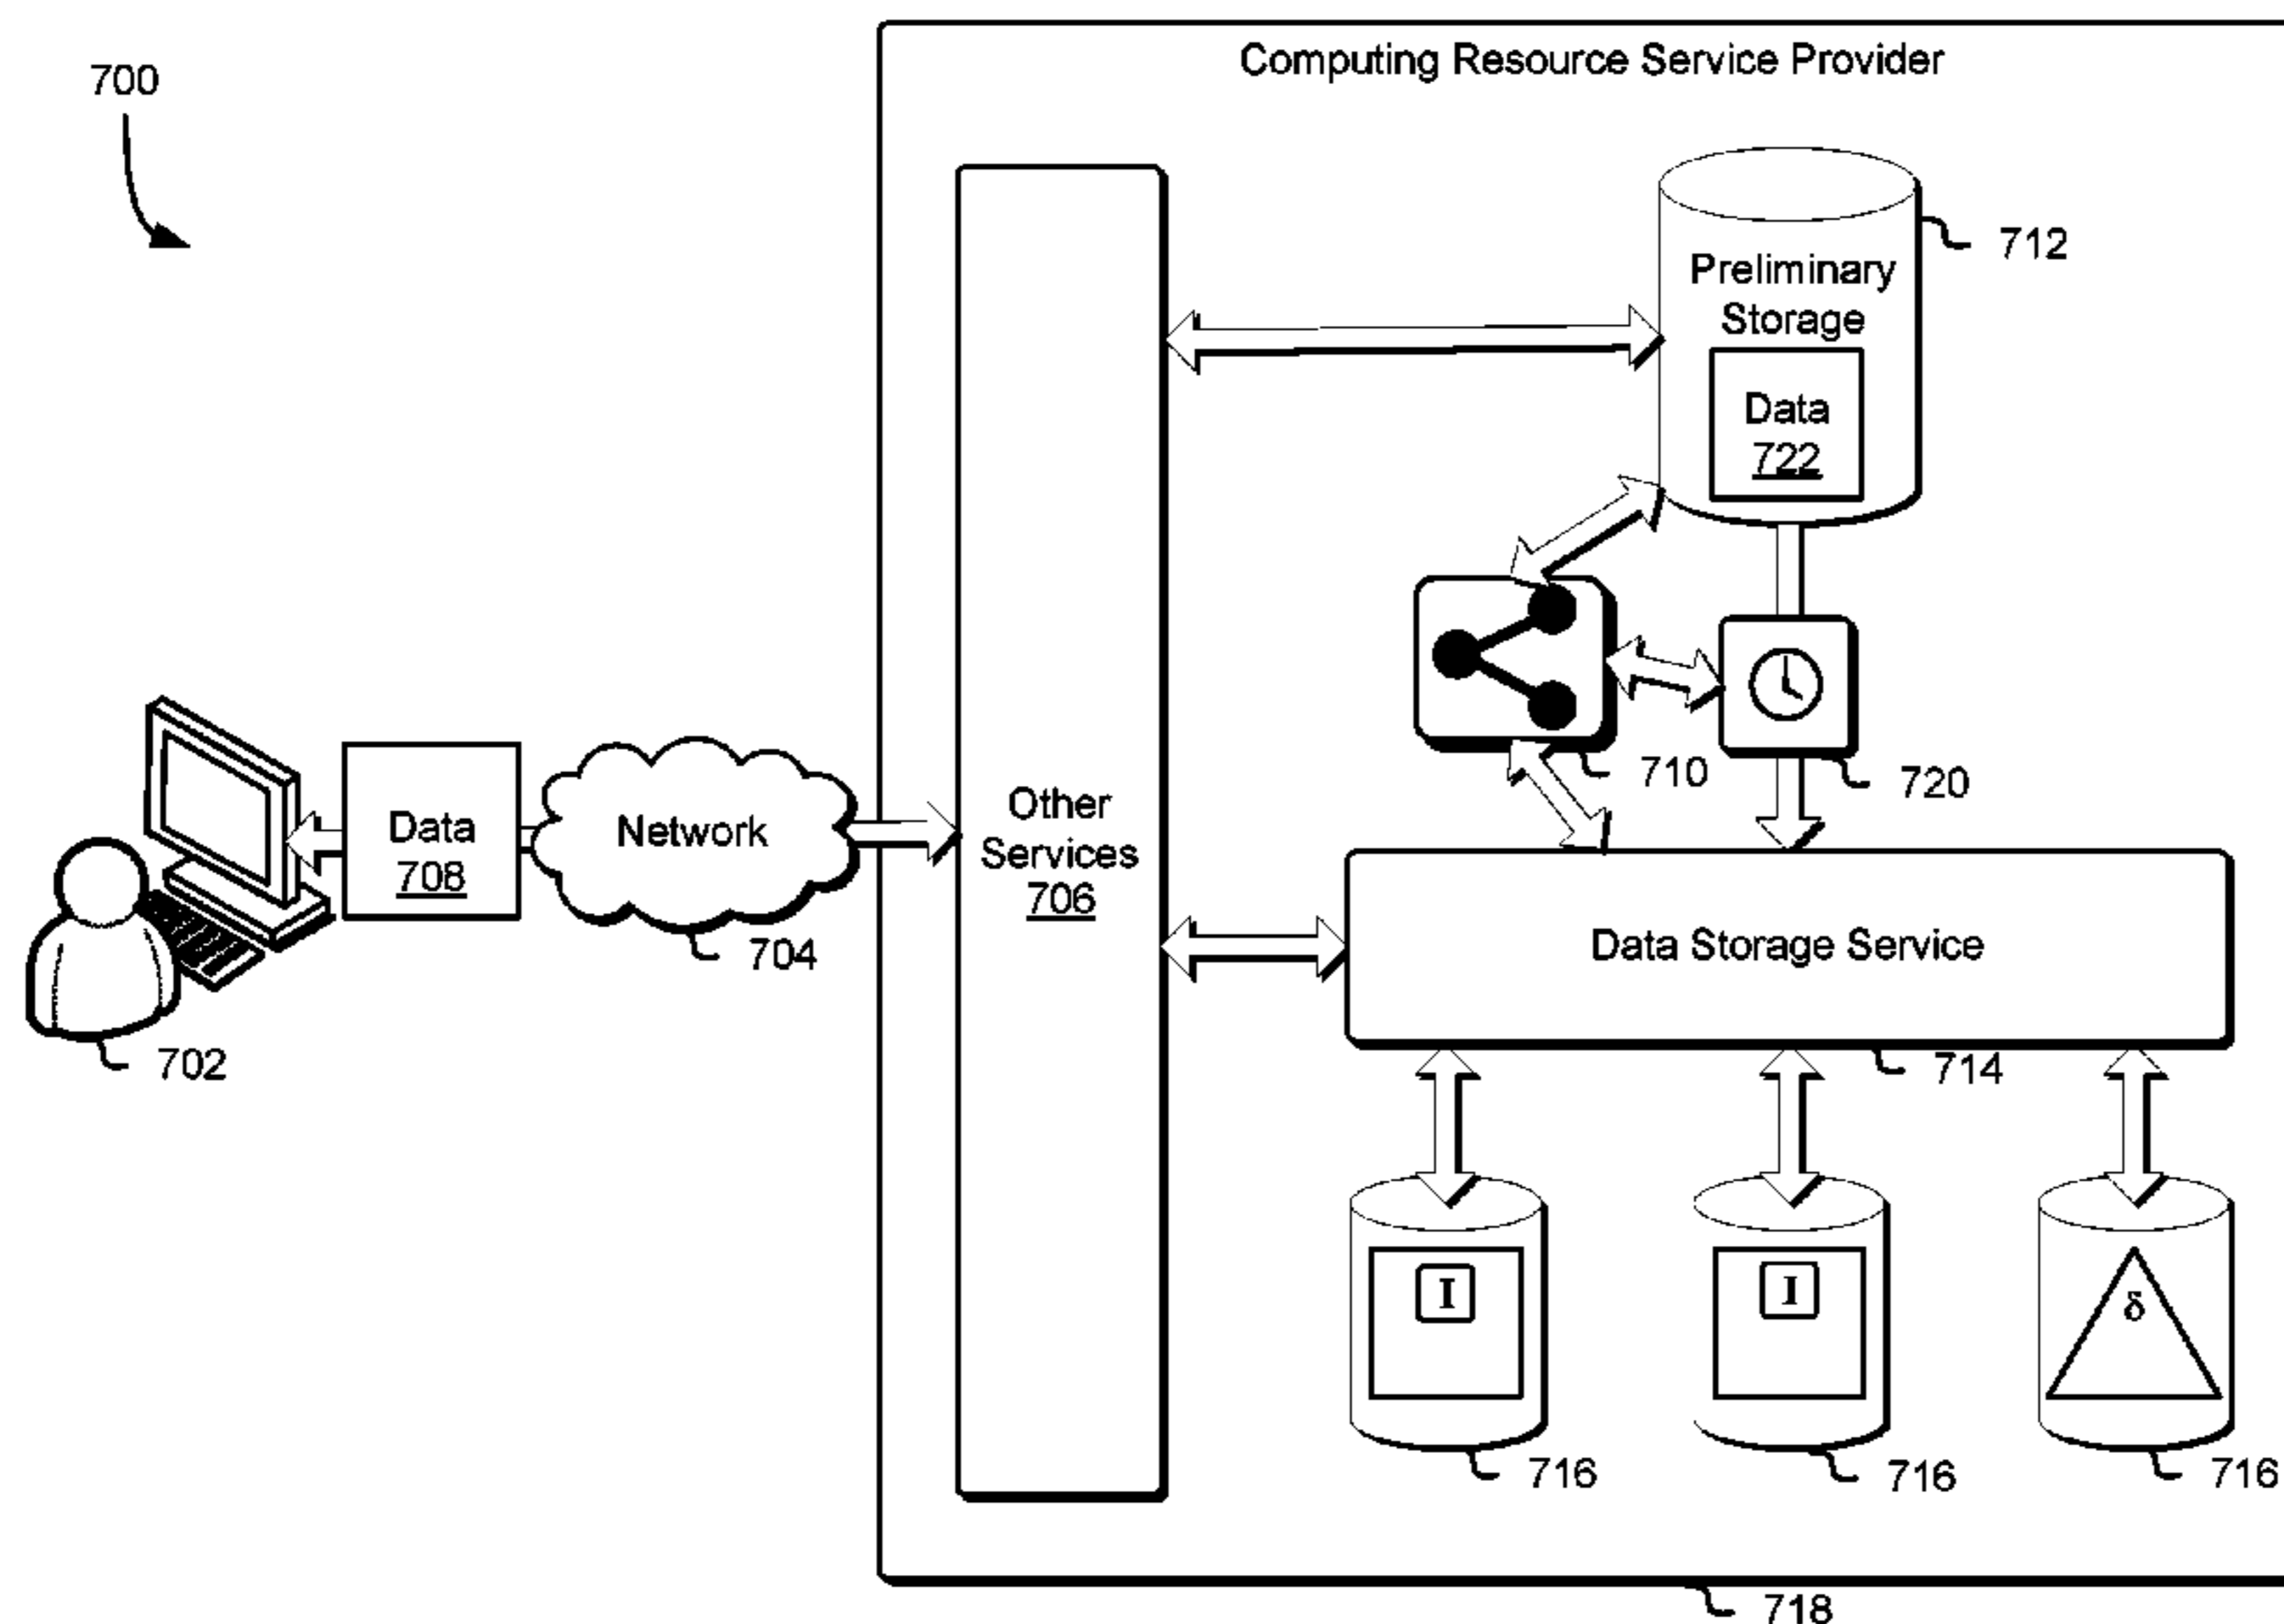 Computing Resource Service Provider
700
712
Preliminary
Storage
Data
722
710
720
Data
708
Network
704
Other
Services
706
Data Storage Service
702
714
I
I
δ
716
716
716
718